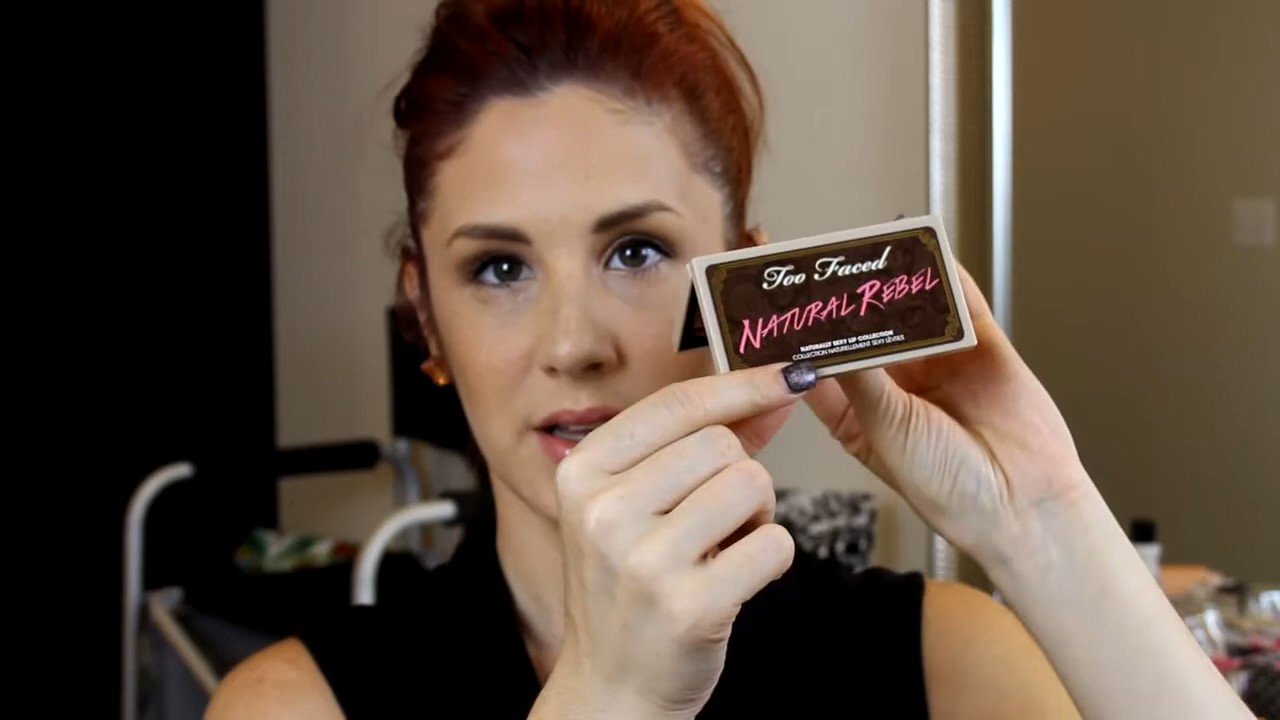 Too Faced
NATURAL REBEL
NATURALLY SEXY LIP COLLECTION
COLLECTION NATURELLEMENT SEXY LÈVRES